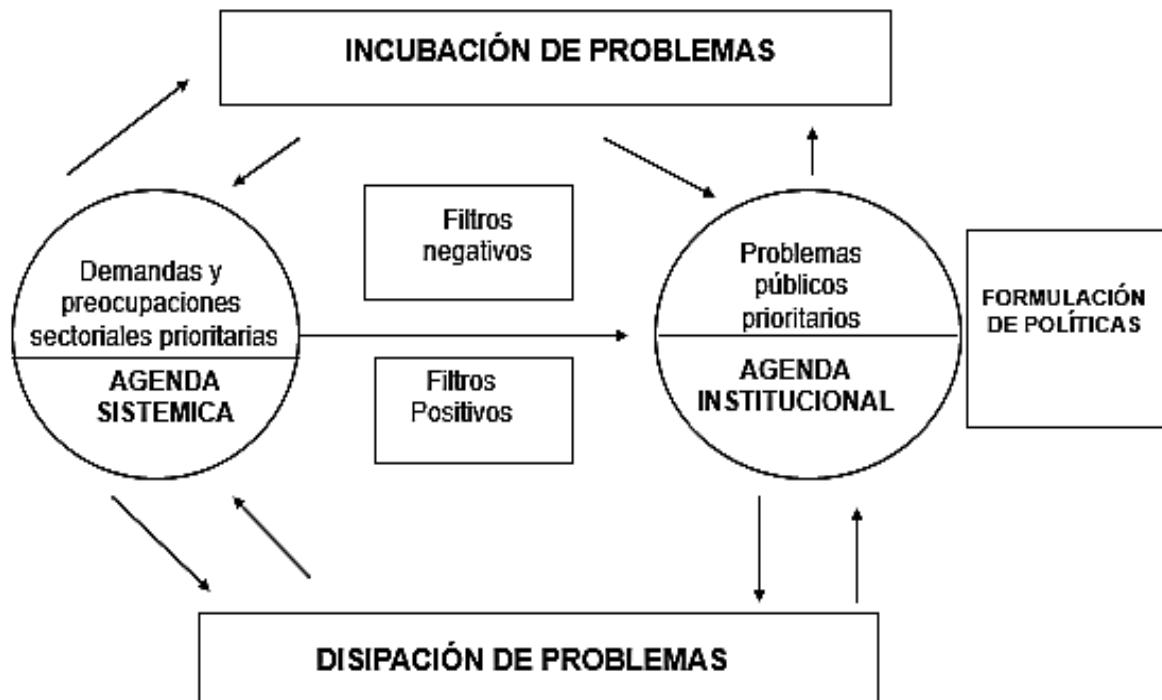 INCUBACIÓN DE PROBLEMAS
Filtros
negativos
Demandas y
preocupaciones
sectoriales prioritarias
AGENDA
SISTEMICA
Problemas
públicos
prioritarios
AGENDA
INSTITUCIONAL
FORMULACIÓN
DE POLÍTICAS
Filtros
Positivos
DISIPACIÓN DE PROBLEMAS